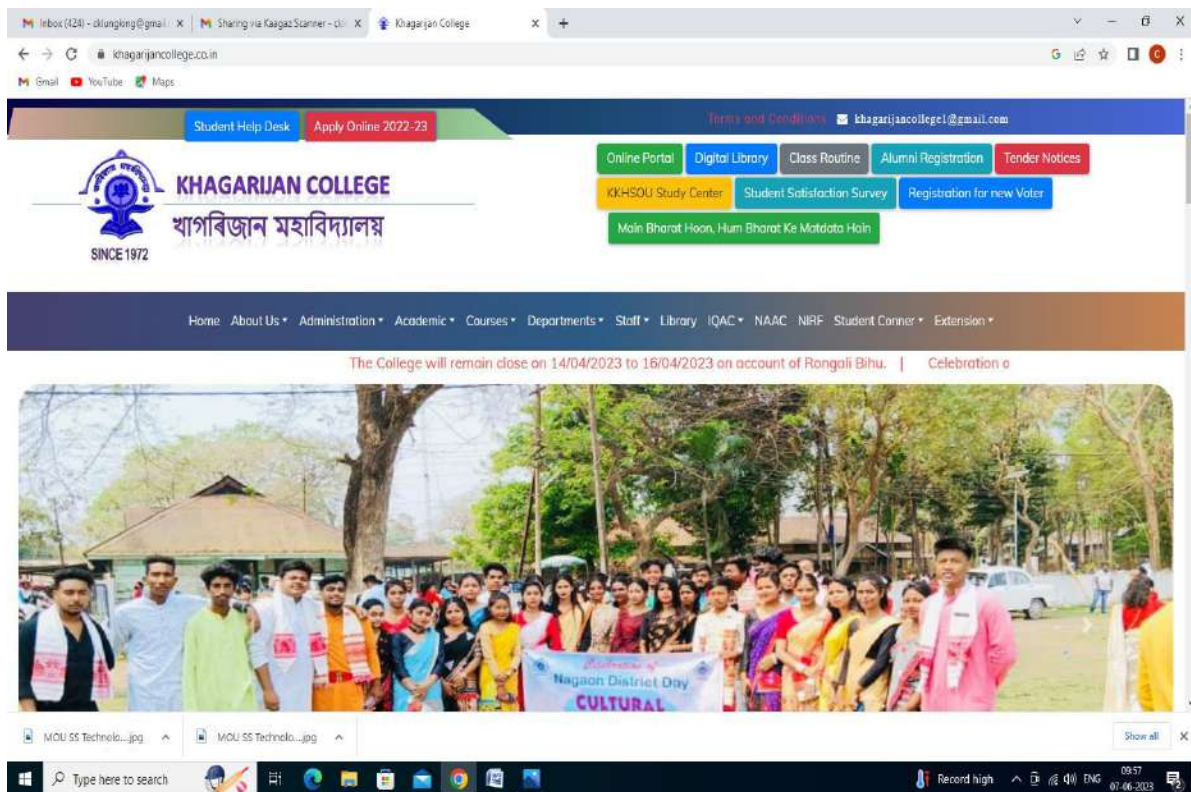 Inbox (424) - cklungkong@gmail
Sharing via Kaagaz Scanner - ckl
Khagarijan College
khagarijancollege.co.in
Gmail YouTube Maps
Student Help Desk
Apply Online 2022-23
Terms and Conditions
khagarijancollege1@gmail.com
Online Portal
Digital Library
Class Routine
Alumni Registration
Tender Notices
KKHSOU Study Center
Student Satisfaction Survey
Registration for new Voter
Main Bharat Hoon, Hum Bharat Ke Matdata Hain
KHAGARIJAN COLLEGE
খাগৰিজান মহাবিদ্যালয়
SINCE 1972
Home About Us Administration Academic Courses Departments Staff Library IQAC NAAC NIRF Student Conner Extension
The College will remain close on 14/04/2023 to 16/04/2023 on account of Rongali Bihu. | Celebration o
Celebration of
Nagaon District Day
CULTURAL
MOU SS Technolo....jpg
MOU SS Technolo....jpg
Show all
Type here to search
Record high
ENG
09:57
07-06-2023